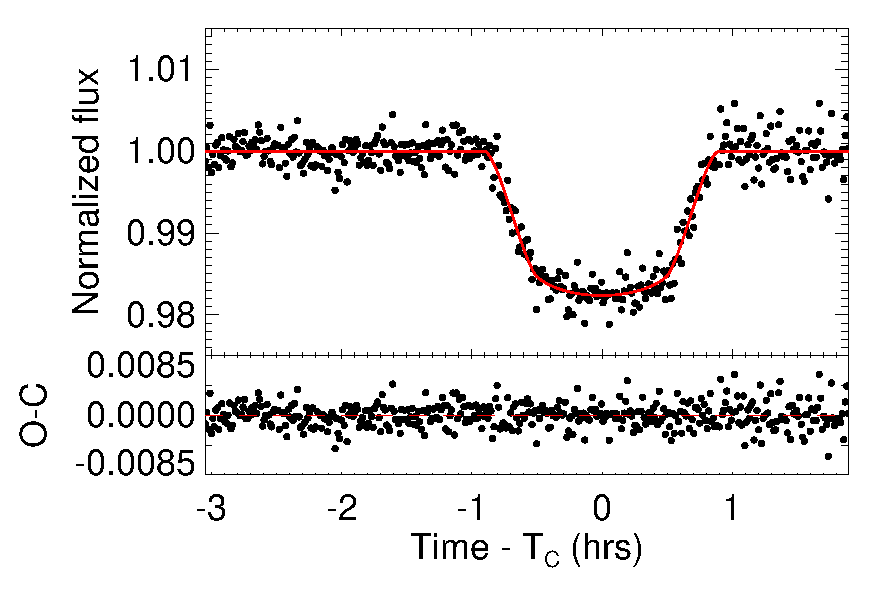 Normalized flux
1.01
1.00
0.99
0.98
O-C
0.0085
0.0000
-0.0085
-3 -2 -1 0 1
Time - T_C (hrs)